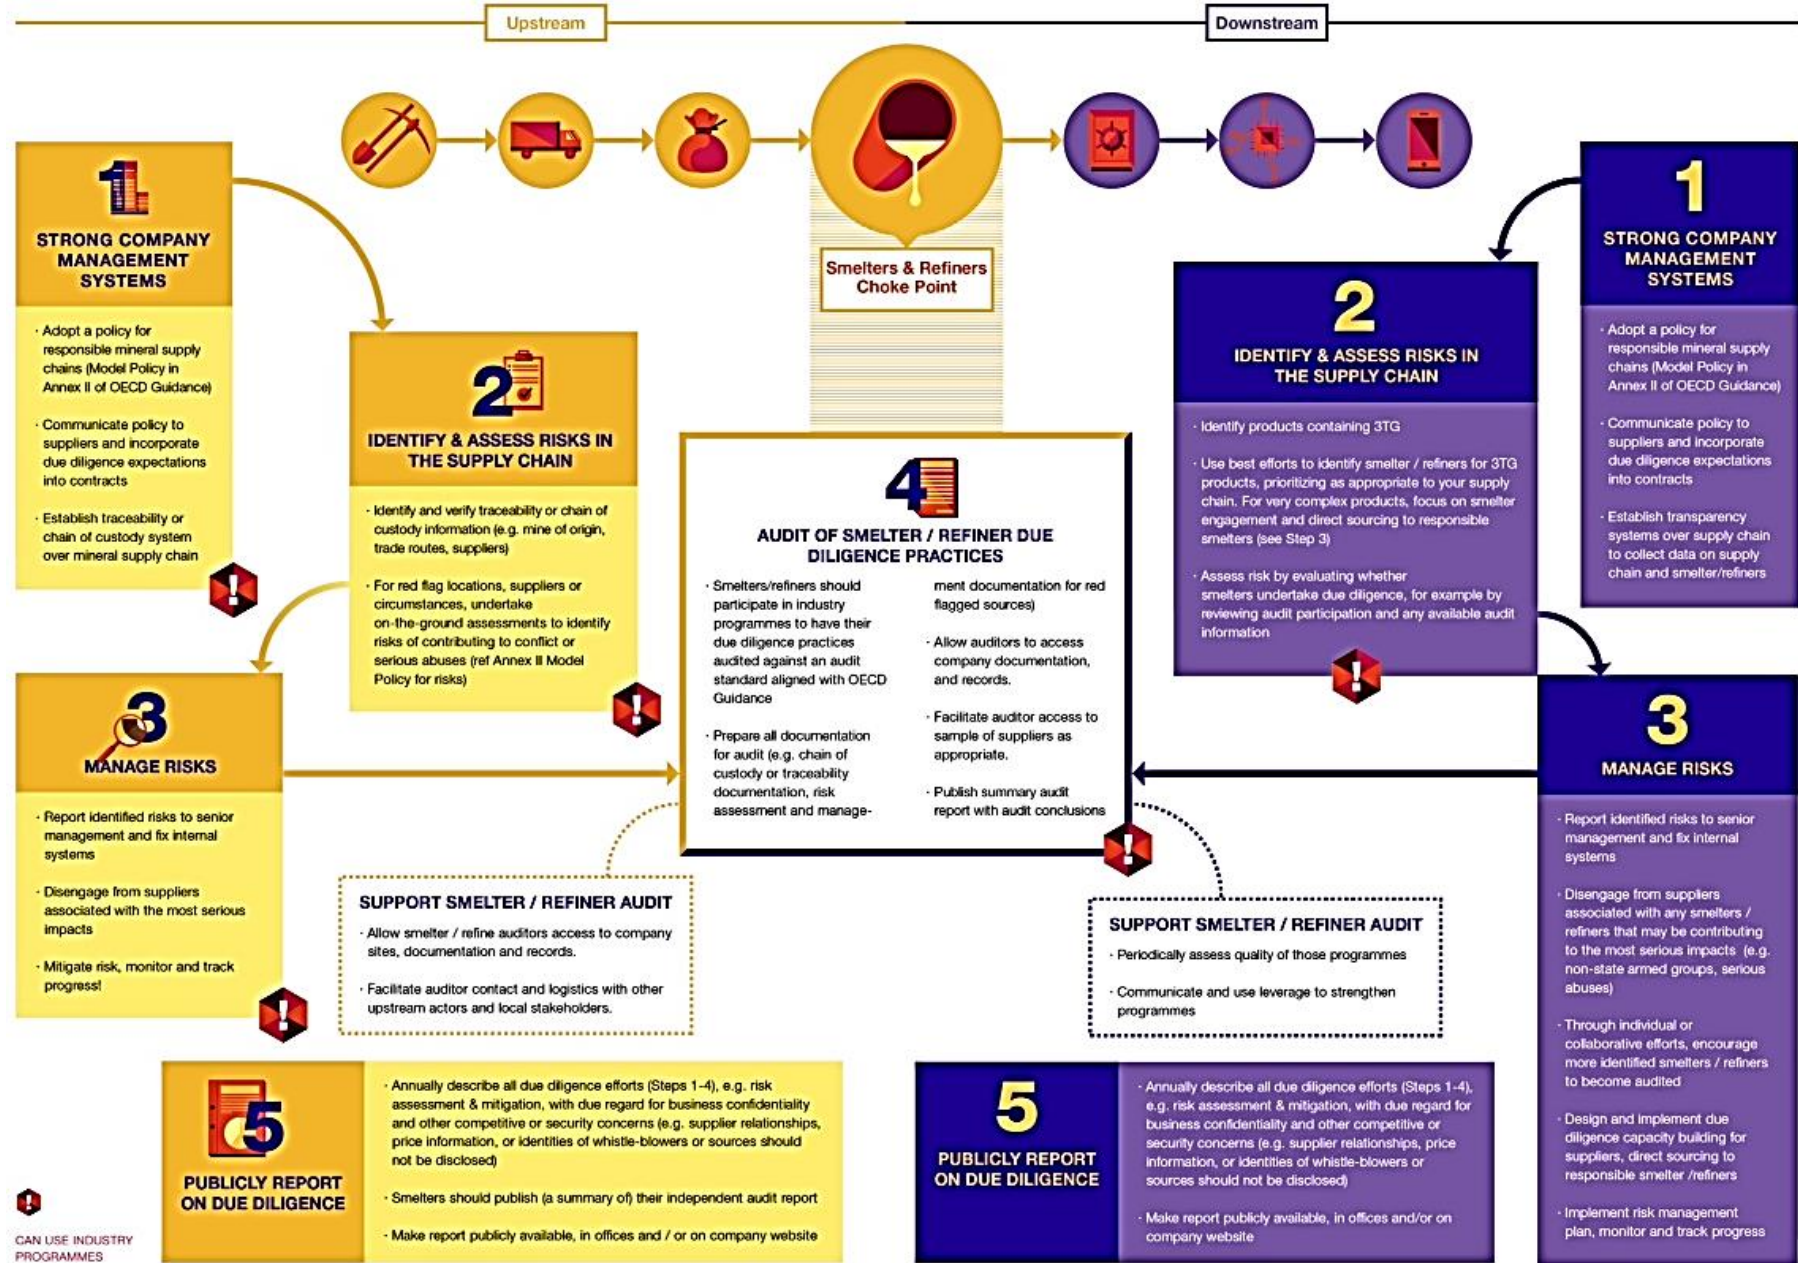 Upstream
Downstream
Smelters & Refiners
Choke Point
1
STRONG COMPANY
MANAGEMENT
SYSTEMS
· Adopt a policy for
responsible mineral supply
chains (Model Policy in
Annex II of OECD Guidance)
· Communicate policy to
suppliers and incorporate
due diligence expectations
into contracts
· Establish traceability or
chain of custody system
over mineral supply chain
2
IDENTIFY & ASSESS RISKS IN
THE SUPPLY CHAIN
· Identify and verify traceability or chain of
custody information (e.g. mine of origin,
trade routes, suppliers)
· For red flag locations, suppliers or
circumstances, undertake
on-the-ground assessments to identify
risks of contributing to conflict or
serious abuses (ref Annex II Model
Policy for risks)
3
MANAGE RISKS
· Report identified risks to senior
management and fix internal
systems
· Disengage from suppliers
associated with the most serious
impacts
· Mitigate risk, monitor and track
progress!
4
AUDIT OF SMELTER / REFINER DUE
DILIGENCE PRACTICES
· Smelters/refiners should
participate in industry
programmes to have their
due diligence practices
audited against an audit
standard aligned with OECD
Guidance
· Prepare all documentation
for audit (e.g. chain of
custody or traceability
documentation, risk
assessment and manage-
ment documentation for red
flagged sources)
· Allow auditors to access
company documentation,
and records.
· Facilitate auditor access to
sample of suppliers as
appropriate.
· Publish summary audit
report with audit conclusions
SUPPORT SMELTER / REFINER AUDIT
· Allow smelter / refine auditors access to company
sites, documentation and records.
· Facilitate auditor contact and logistics with other
upstream actors and local stakeholders.
5
PUBLICLY REPORT
ON DUE DILIGENCE
· Annually describe all due diligence efforts (Steps 1-4), e.g. risk
assessment & mitigation, with due regard for business confidentiality
and other competitive or security concerns (e.g. supplier relationships,
price information, or identities of whistle-blowers or sources should
not be disclosed)
· Smelters should publish (a summary of) their independent audit report
· Make report publicly available, in offices and / or on company website
1
STRONG COMPANY
MANAGEMENT
SYSTEMS
· Adopt a policy for
responsible mineral supply
chains (Model Policy in
Annex II of OECD Guidance)
· Communicate policy to
suppliers and incorporate
due diligence expectations
into contracts
· Establish transparency
systems over supply chain
to collect data on supply
chain and smelter/refiners
2
IDENTIFY & ASSESS RISKS IN
THE SUPPLY CHAIN
· Identify products containing 3TG
· Use best efforts to identify smelter / refiners for 3TG
products, prioritizing as appropriate to your supply
chain. For very complex products, focus on smelter
engagement and direct sourcing to responsible
smelters (see Step 3)
· Assess risk by evaluating whether
smelters undertake due diligence, for example by
reviewing audit participation and any available audit
information
3
MANAGE RISKS
· Report identified risks to senior
management and fix internal
systems
· Disengage from suppliers
associated with any smelters /
refiners that may be contributing
to the most serious impacts (e.g.
non-state armed groups, serious
abuses)
· Through individual or
collaborative efforts, encourage
more identified smelters / refiners
to become audited
· Design and implement due
diligence capacity building for
suppliers, direct sourcing to
responsible smelter /refiners
· Implement risk management
plan, monitor and track progress
SUPPORT SMELTER / REFINER AUDIT
· Periodically assess quality of those programmes
· Communicate and use leverage to strengthen
programmes
5
PUBLICLY REPORT
ON DUE DILIGENCE
· Annually describe all due diligence efforts (Steps 1-4),
e.g. risk assessment & mitigation, with due regard for
business confidentiality and other competitive or
security concerns (e.g. supplier relationships, price
information, or identities of whistle-blowers or
sources should not be disclosed)
· Make report publicly available, in offices and/or on
company website
!
CAN USE INDUSTRY
PROGRAMMES